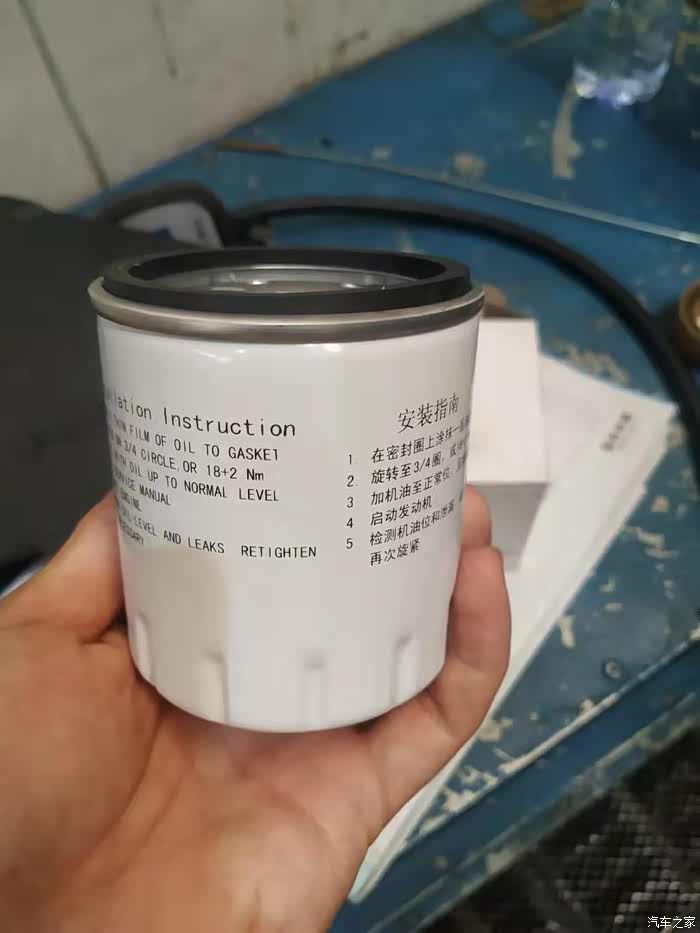 Instruction
FILM OF OIL TO GASKET
3/4 CIRCLE,OR 18+2 Nm
OIL UP TO NORMAL LEVEL
MANUAL
LEVEL AND LEAKS RETIGHTEN
安装指南
1 在密封圈上涂抹一
2. 旋转至3/4圈,或
3 加机油至正常位,
4 启动发动机
5 检测机油位和泄漏
再次旋紧
汽车之家